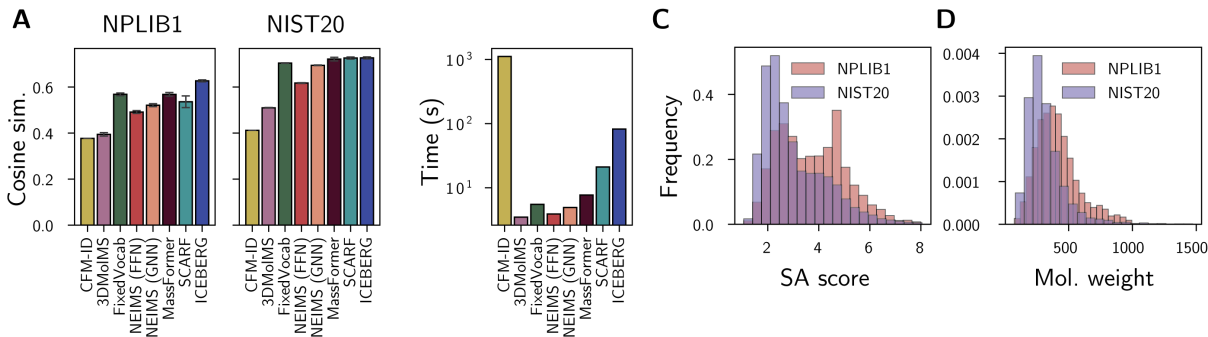 A
NPLIB1
NIST20
Cosine sim.
0.6
0.4
0.2
0.0
CFM-ID
3DMolMS
FixedVocab
NEIMS (FFN)
NEIMS (GNN)
MassFormer
SCARF
ICEBERG
CFM-ID
3DMolMS
FixedVocab
NEIMS (FFN)
NEIMS (GNN)
MassFormer
SCARF
ICEBERG
Time (s)
10³
10²
10¹
CFM-ID
3DMolMS
FixedVocab
NEIMS (FFN)
NEIMS (GNN)
MassFormer
SCARF
ICEBERG
C
Frequency
0.4
0.2
0.0
NPLIB1
NIST20
2 4 6 8
SA score
D
0.004
0.003
0.002
0.001
0.000
NPLIB1
NIST20
500 1000 1500
Mol. weight